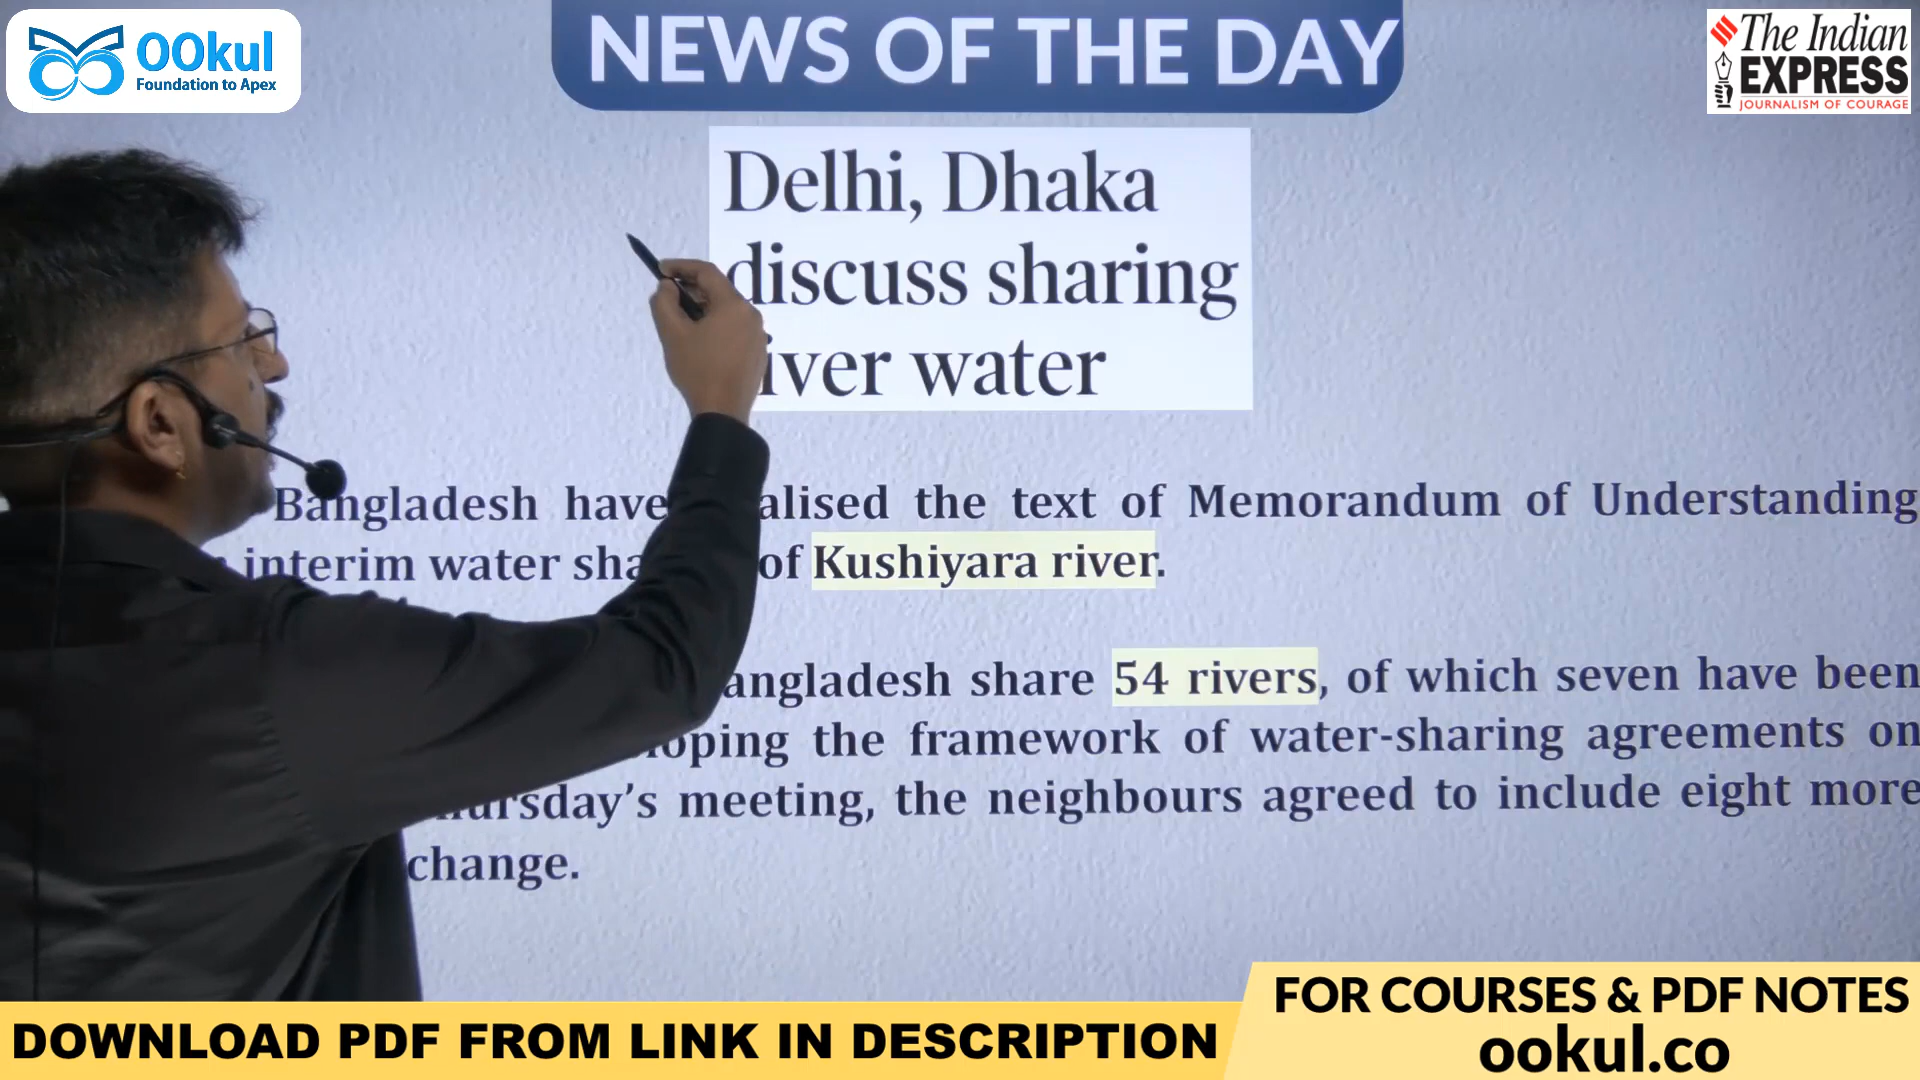 OOkul
Foundation to Apex
NEWS OF THE DAY
The Indian
EXPRESS
JOURNALISM OF COURAGE
Delhi, Dhaka
discuss sharing
iver water
Bangladesh have alised the text of Memorandum of Understanding
interim water sha of Kushiyara river.
angladesh share 54 rivers, of which seven have been
oping the framework of water-sharing agreements on
ursday's meeting, the neighbours agreed to include eight more
change.
DOWNLOAD PDF FROM LINK IN DESCRIPTION
FOR COURSES & PDF NOTES
ookul.co